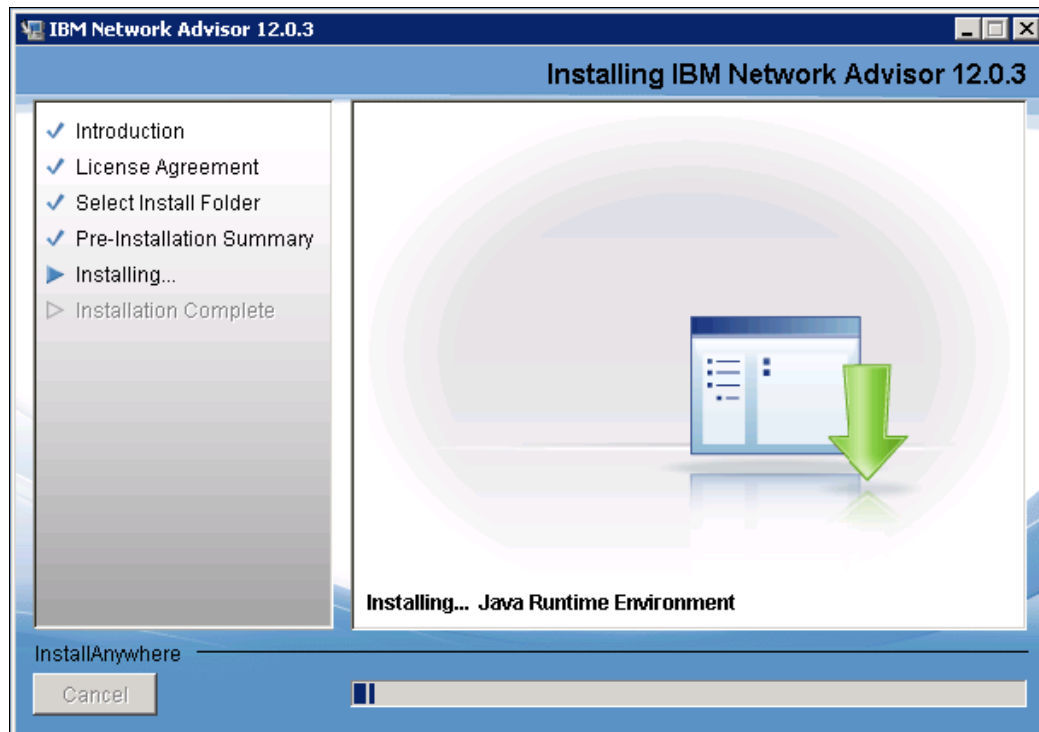 IBM Network Advisor 12.0.3
Installing IBM Network Advisor 12.0.3
Introduction
License Agreement
Select Install Folder
Pre-Installation Summary
Installing...
Installation Complete
Installing... Java Runtime Environment
InstallAnywhere
Cancel